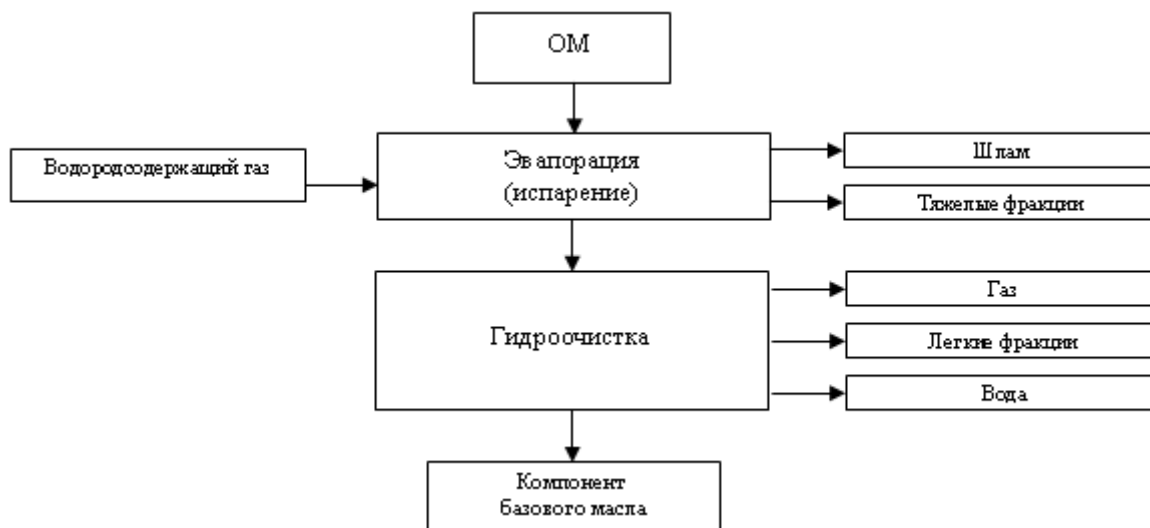 ОМ
Водородсодержащий газ
Эвапорация
(испарение)
Шлам
Тяжелые фракции
Гидроочистка
Газ
Легкие фракции
Вода
Компонент
базового масла